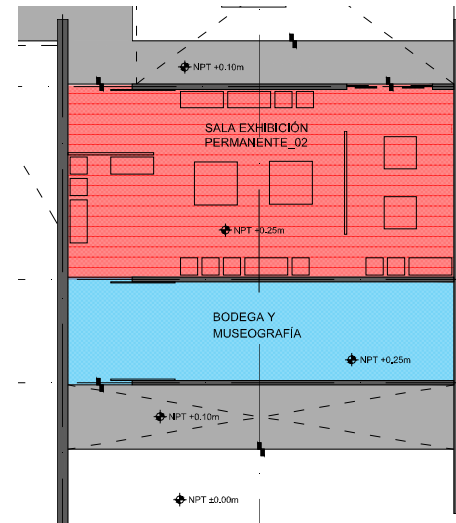 NPT +0.10m
SALA EXHIBICIÓN
PERMANENTE_02
NPT +0.25m
BODEGA Y
MUSEOGRAFÍA
NPT +0.25m
NPT +0.10m
NPT ±0.00m